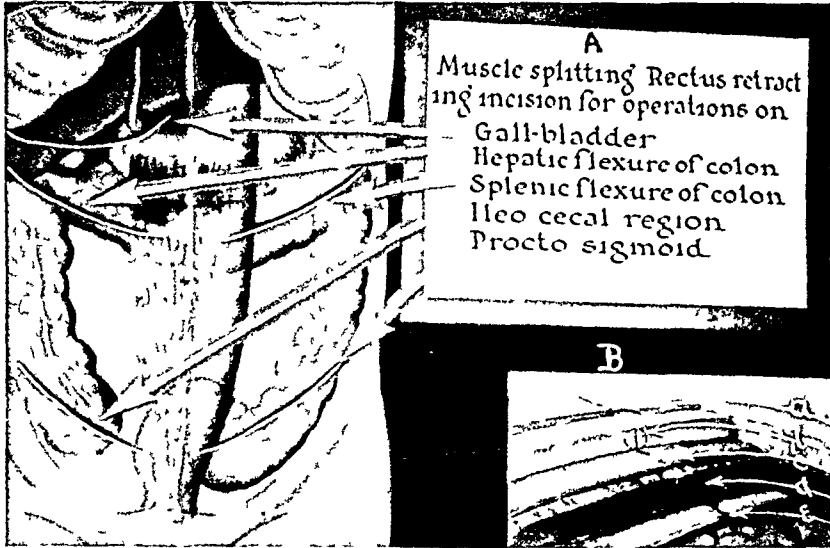 A
Muscle splitting Rectus retract
ing incision for operations on
Gall-bladder
Hepatic flexure of colon
Splenic flexure of colon
Ileo cecal region
Procto sigmoid
B
a
c
d